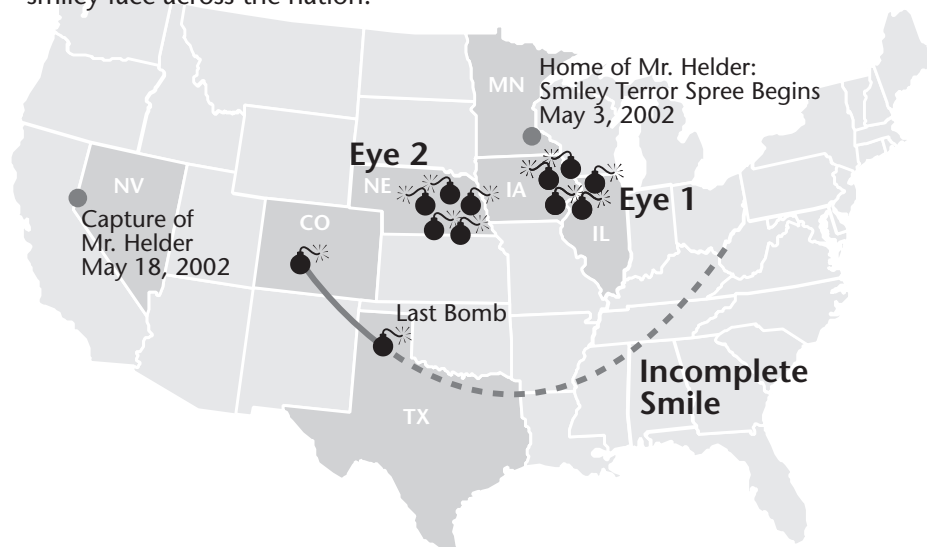 smiley face across the nation.
Home of Mr. Helder:
Smiley Terror Spree Begins
May 3, 2002
MN
Eye 2
NE
IA
Eye 1
IL
NV
Capture of
Mr. Helder
May 18, 2002
CO
Last Bomb
Incomplete
Smile
TX